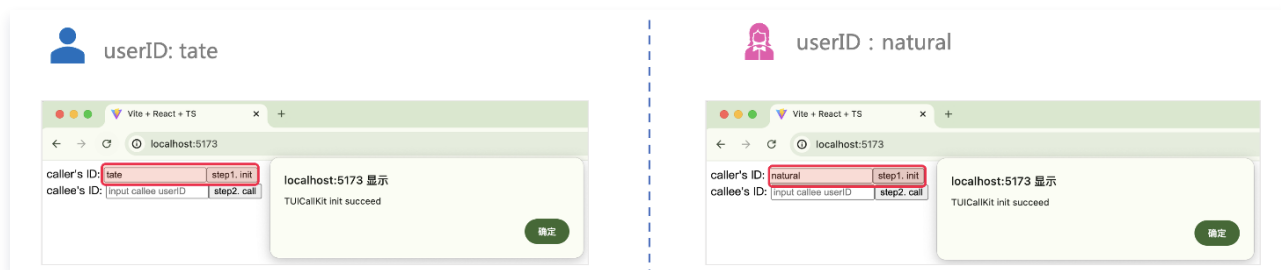 userID: tate
Vite + React + TS
localhost:5173
caller's ID: tate step1. init
callee's ID: input callee userID step2. call
localhost:5173 显示
TUICallKit init succeed
确定
userID：natural
Vite + React + TS
localhost:5173
caller's ID: natural step1. init
callee's ID: input callee userID step2. call
localhost:5173 显示
TUICallKit init succeed
确定